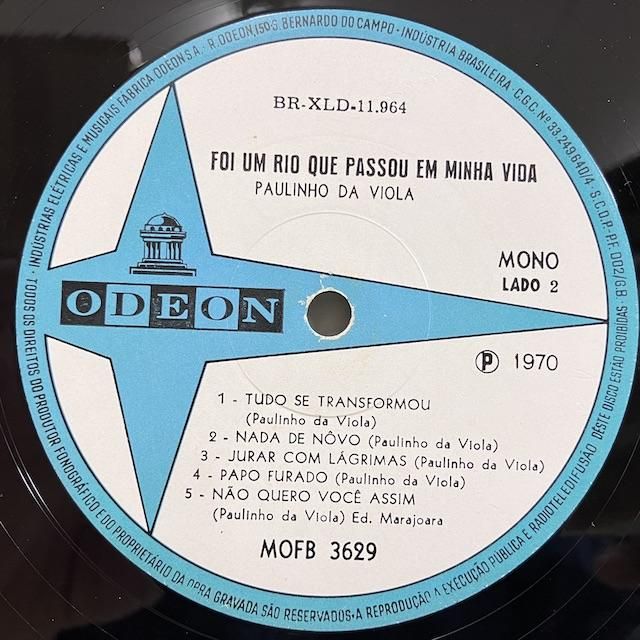 INDÚSTRIAS ELÉTRICAS E MUSICAIS FÁBRICA ODEON S.A. - R. ODEON, 150 S. BERNARDO DO CAMPO - INDÚSTRIA BRASILEIRA - C.G.C. Nº 33.249.640/4 - S.C.D.P.-P.F. 002/G.B.
BR-XLD-11.964
FOI UM RIO QUE PASSOU EM MINHA VIDA
PAULINHO DA VIOLA
MONO
LADO 2
ODEON
℗ 1970
1 - TUDO SE TRANSFORMOU
(Paulinho da Viola)
2 - NADA DE NÔVO (Paulinho da Viola)
3 - JURAR COM LÁGRIMAS (Paulinho da Viola)
4 - PAPO FURADO (Paulinho da Viola)
5 - NÃO QUERO VOCÊ ASSIM
(Paulinho da Viola) Ed. Marajoara
MOFB 3629
TODOS OS DIREITOS DO PRODUTOR FONOGRÁFICO E DO PROPRIETÁRIO DA OBRA GRAVADA SÃO RESERVADOS. A REPRODUÇÃO A EXECUÇÃO PÚBLICA E RADIOTELEDIFUSÃO DÊSTE DISCO ESTÃO PROIBIDAS